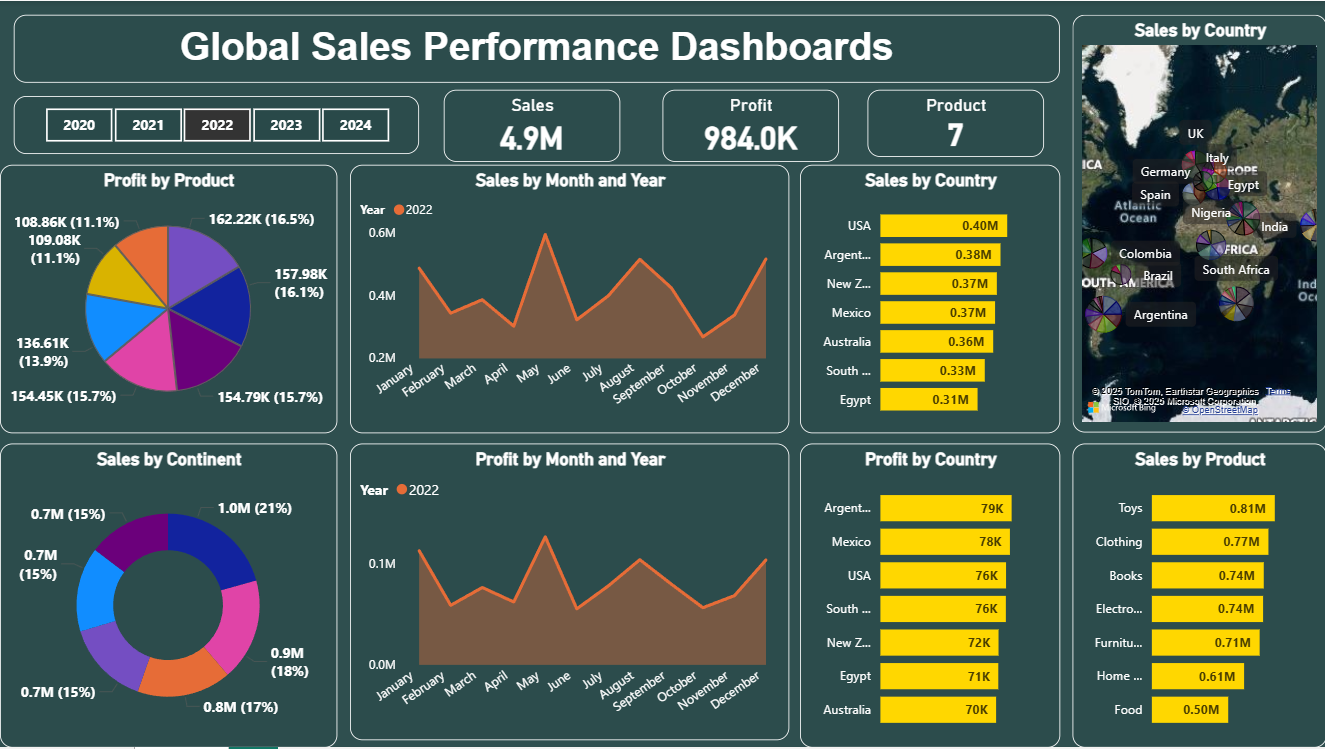 Global Sales Performance Dashboards
2020
2021
2022
2023
2024
Sales
4.9M
Profit
984.0K
Product
7
Sales by Country
UK
ICA
Italy
Germany
ROPE
Egypt
Spain
Atlantic
Ocean
Nigeria
India
Colombia
FRICA
Brazil
South Africa
OUTH AMERICA
Ind
Oc
Argentina
© 2025 TomTom, Earthstar Geographics
SIO, © 2025 Microsoft Corporation
Terms
Microsoft Bing
© OpenStreetMap
ANTARCTIC
Profit by Product
108.86K (11.1%)
162.22K (16.5%)
109.08K
(11.1%)
157.98K
(16.1%)
136.61K
(13.9%)
154.45K (15.7%)
154.79K (15.7%)
Sales by Month and Year
Year
2022
0.6M
0.4M
0.2M
January
February
March
April
May
June
July
August
September
October
November
December
Sales by Country
USA
0.40M
Argent...
0.38M
New Z...
0.37M
Mexico
0.37M
Australia
0.36M
South ...
0.33M
Egypt
0.31M
Sales by Continent
0.7M (15%)
1.0M (21%)
0.7M
(15%)
0.9M
(18%)
0.7M (15%)
0.8M (17%)
Profit by Month and Year
Year
2022
0.1M
0.0M
January
February
March
April
May
June
July
August
September
October
November
December
Profit by Country
Argent...
79K
Mexico
78K
USA
76K
South ...
76K
New Z...
72K
Egypt
71K
Australia
70K
Sales by Product
Toys
0.81M
Clothing
0.77M
Books
0.74M
Electro...
0.74M
Furnitu...
0.71M
Home ...
0.61M
Food
0.50M